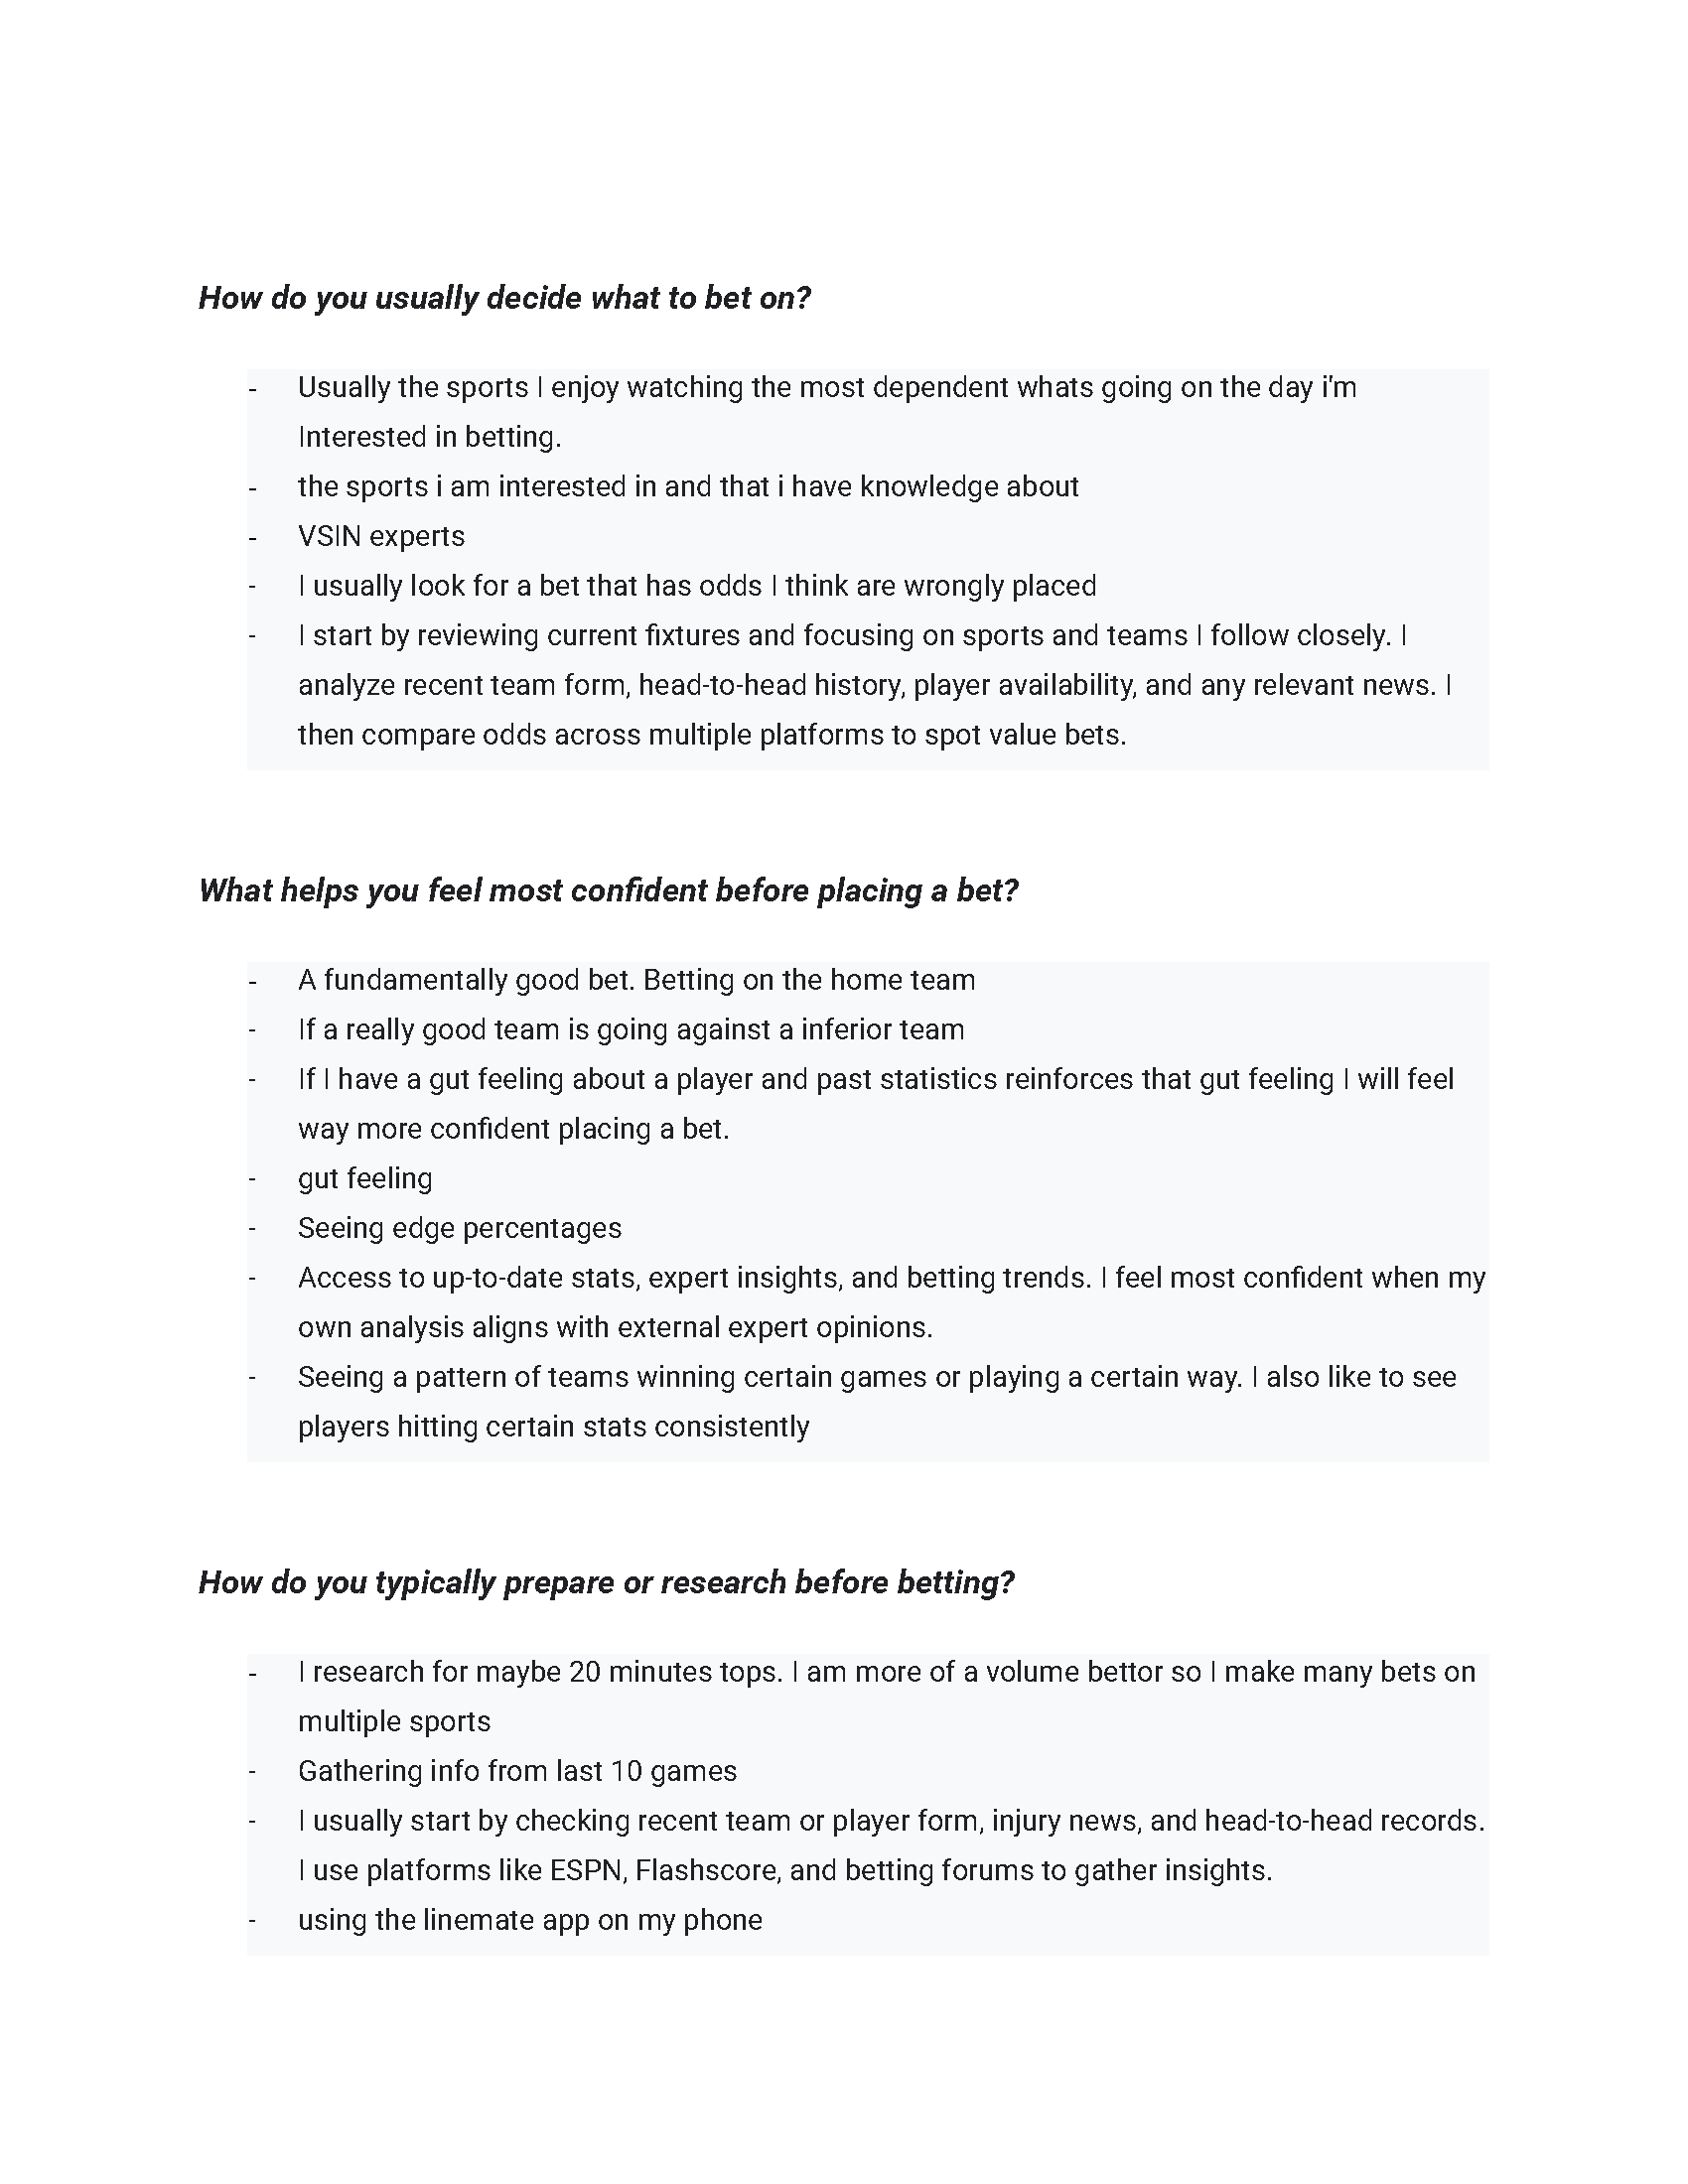 How do you usually decide what to bet on?
- Usually the sports I enjoy watching the most dependent whats going on the day i'm
Interested in betting.
- the sports i am interested in and that i have knowledge about
- VSIN experts
- I usually look for a bet that has odds I think are wrongly placed
- I start by reviewing current fixtures and focusing on sports and teams I follow closely. I
analyze recent team form, head-to-head history, player availability, and any relevant news. I
then compare odds across multiple platforms to spot value bets.
What helps you feel most confident before placing a bet?
- A fundamentally good bet. Betting on the home team
- If a really good team is going against a inferior team
- If I have a gut feeling about a player and past statistics reinforces that gut feeling I will feel
way more confident placing a bet.
- gut feeling
- Seeing edge percentages
- Access to up-to-date stats, expert insights, and betting trends. I feel most confident when my
own analysis aligns with external expert opinions.
- Seeing a pattern of teams winning certain games or playing a certain way. I also like to see
players hitting certain stats consistently
How do you typically prepare or research before betting?
- I research for maybe 20 minutes tops. I am more of a volume bettor so I make many bets on
multiple sports
- Gathering info from last 10 games
- I usually start by checking recent team or player form, injury news, and head-to-head records.
I use platforms like ESPN, Flashscore, and betting forums to gather insights.
- using the linemate app on my phone